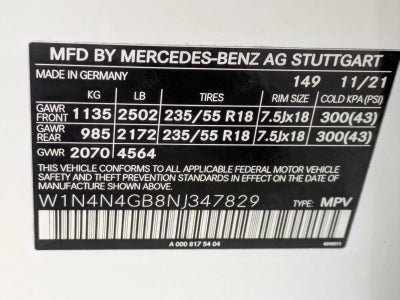 MFD BY MERCEDES-BENZ AG STUTTGART
MADE IN GERMANY 149 11/21
KG LB TIRES RIM SIZE COLD KPA (PSI)
GAWR FRONT 1135 2502 235/55 R18 7.5Jx18 300(43)
GAWR REAR 985 2172 235/55 R18 7.5Jx18 300(43)
GVWR 2070 4564
THIS VEHICLE CONFORMS TO ALL APPLICABLE FEDERAL MOTOR VEHICLE
SAFETY AND THEFT PREVENTION STANDARDS IN EFFECT ON THE DATE OF
MANUFACTURE SHOWN ABOVE.
W1N4N4GB8NJ347829 TYPE: MPV
A 000 817 54 04